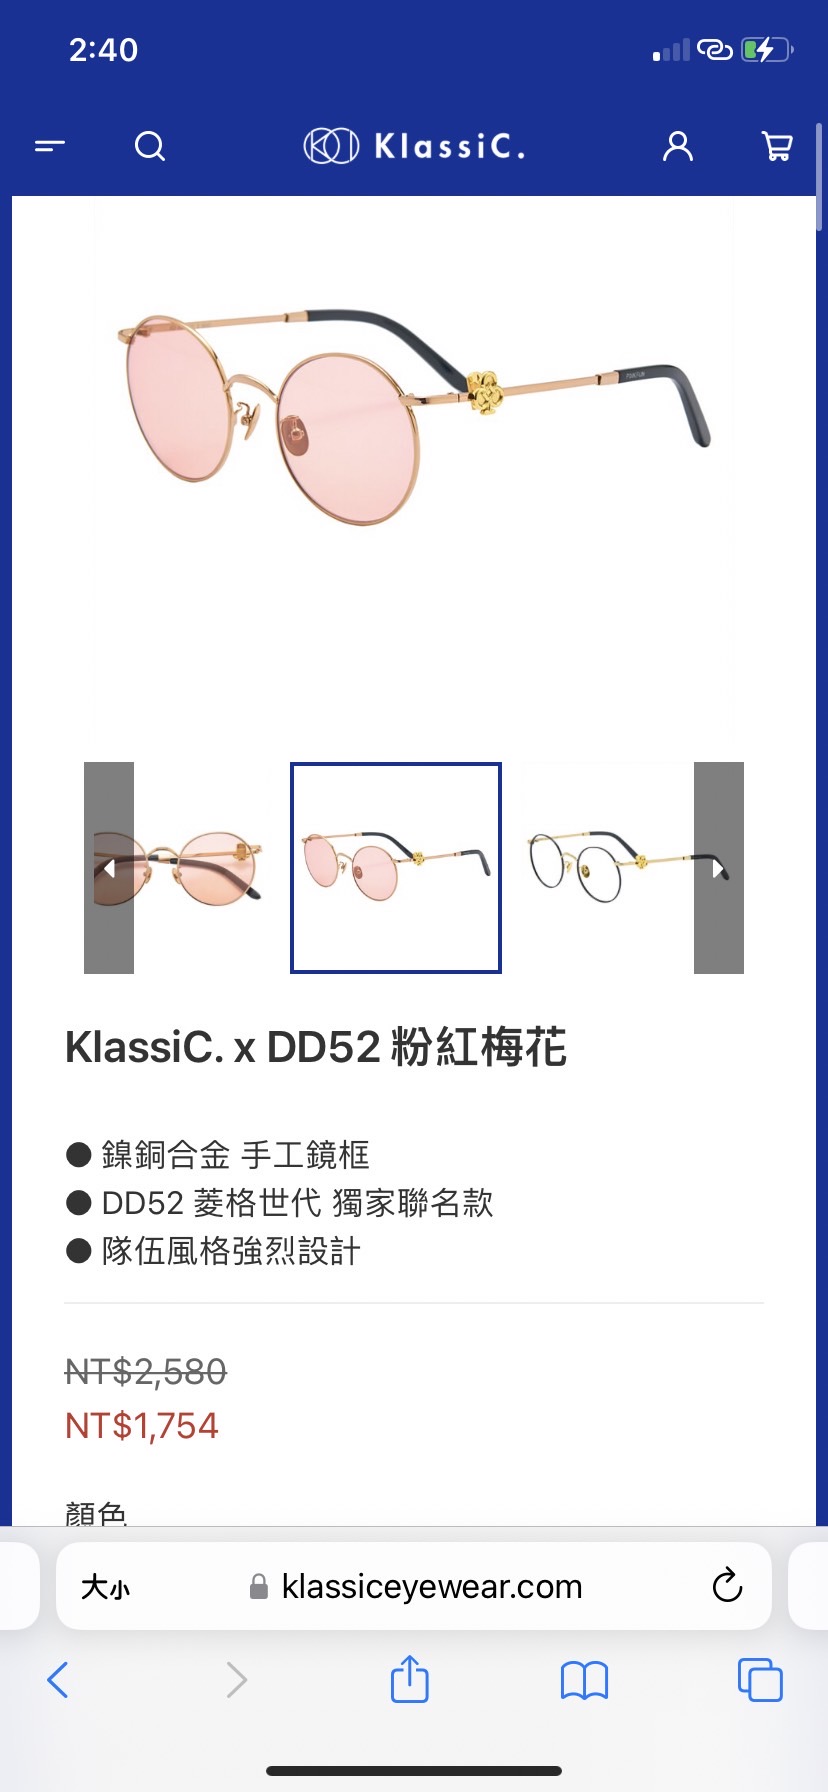 2:40
KlassiC.
KlassiC. x DD52 粉紅梅花
● 鎳銅合金 手工鏡框
● DD52 菱格世代 獨家聯名款
● 隊伍風格強烈設計
NT$2,580
NT$1,754
顏色
大小
klassiceyewear.com